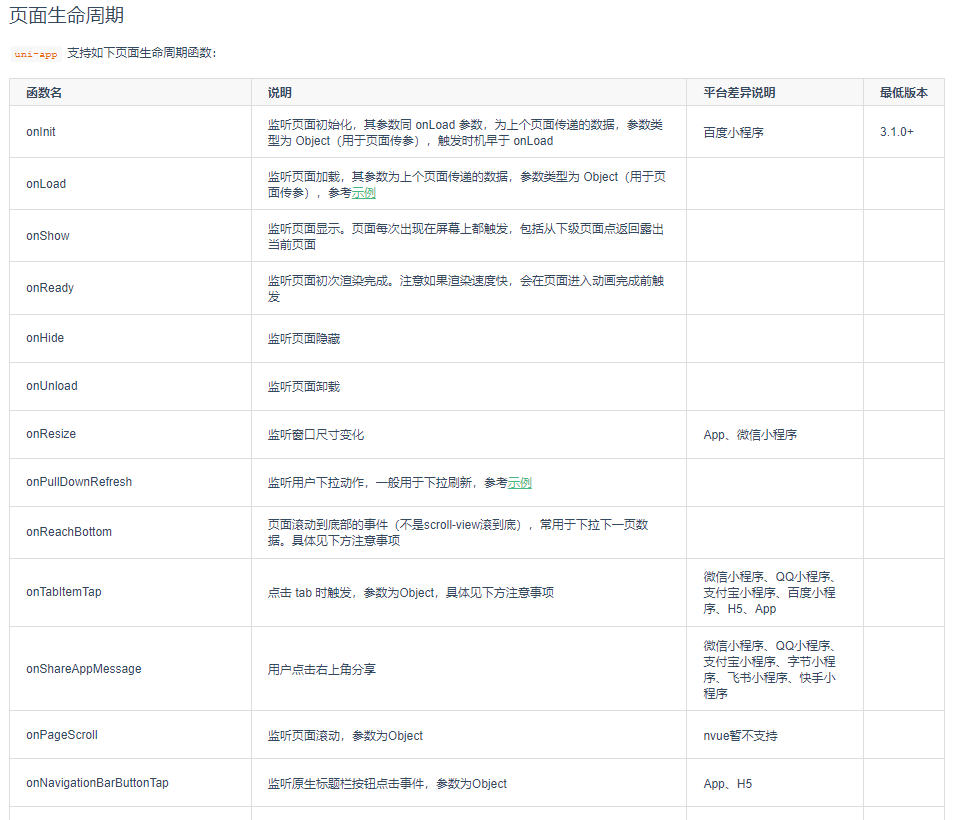 页面生命周期
uni-app 支持如下页面生命周期函数：
函数名 说明 平台差异说明 最低版本
onInit 监听页面初始化，其参数同 onLoad 参数，为上个页面传递的数据，参数类 百度小程序 3.1.0+
型为 Object（用于页面传参），触发时机早于 onLoad
onLoad 监听页面加载，其参数为上个页面传递的数据，参数类型为 Object（用于页
面传参），参考示例
onShow 监听页面显示。页面每次出现在屏幕上都触发，包括从下级页面点返回露出
当前页面
onReady 监听页面初次渲染完成。注意如果渲染速度快，会在页面进入动画完成前触
发
onHide 监听页面隐藏
onUnload 监听页面卸载
onResize 监听窗口尺寸变化 App、微信小程序
onPullDownRefresh 监听用户下拉动作，一般用于下拉刷新，参考示例
onReachBottom 页面滚动到底部的事件（不是scroll-view滚到底），常用于下拉下一页数
据。具体见下方注意事项
onTabItemTap 点击 tab 时触发，参数为Object，具体见下方注意事项 微信小程序、QQ小程序、
支付宝小程序、百度小程
序、H5、App
onShareAppMessage 用户点击右上角分享 微信小程序、QQ小程序、
支付宝小程序、字节小程
序、飞书小程序、快手小
程序
onPageScroll 监听页面滚动，参数为Object nvue暂不支持
onNavigationBarButtonTap 监听原生标题栏按钮点击事件，参数为Object App、H5